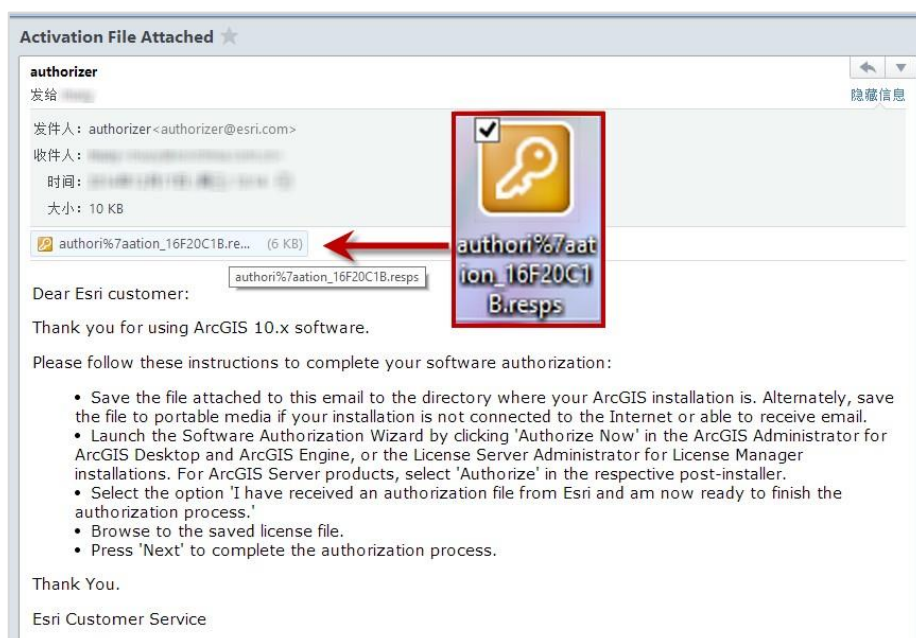 Activation File Attached
authorizer
发给
隐藏信息
发件人：authorizer<authorizer@esri.com>
收件人：
时间：
大小：10 KB
authori%7aation_16F20C1B.re... (6 KB)
authori%7aation_16F20C1B.resps
authori%7aat
ion_16F20C1
B.resps
Dear Esri customer:
Thank you for using ArcGIS 10.x software.
Please follow these instructions to complete your software authorization:
• Save the file attached to this email to the directory where your ArcGIS installation is. Alternately, save
the file to portable media if your installation is not connected to the Internet or able to receive email.
• Launch the Software Authorization Wizard by clicking 'Authorize Now' in the ArcGIS Administrator for
ArcGIS Desktop and ArcGIS Engine, or the License Server Administrator for License Manager
installations. For ArcGIS Server products, select 'Authorize' in the respective post-installer.
• Select the option 'I have received an authorization file from Esri and am now ready to finish the
authorization process.'
• Browse to the saved license file.
• Press 'Next' to complete the authorization process.
Thank You.
Esri Customer Service